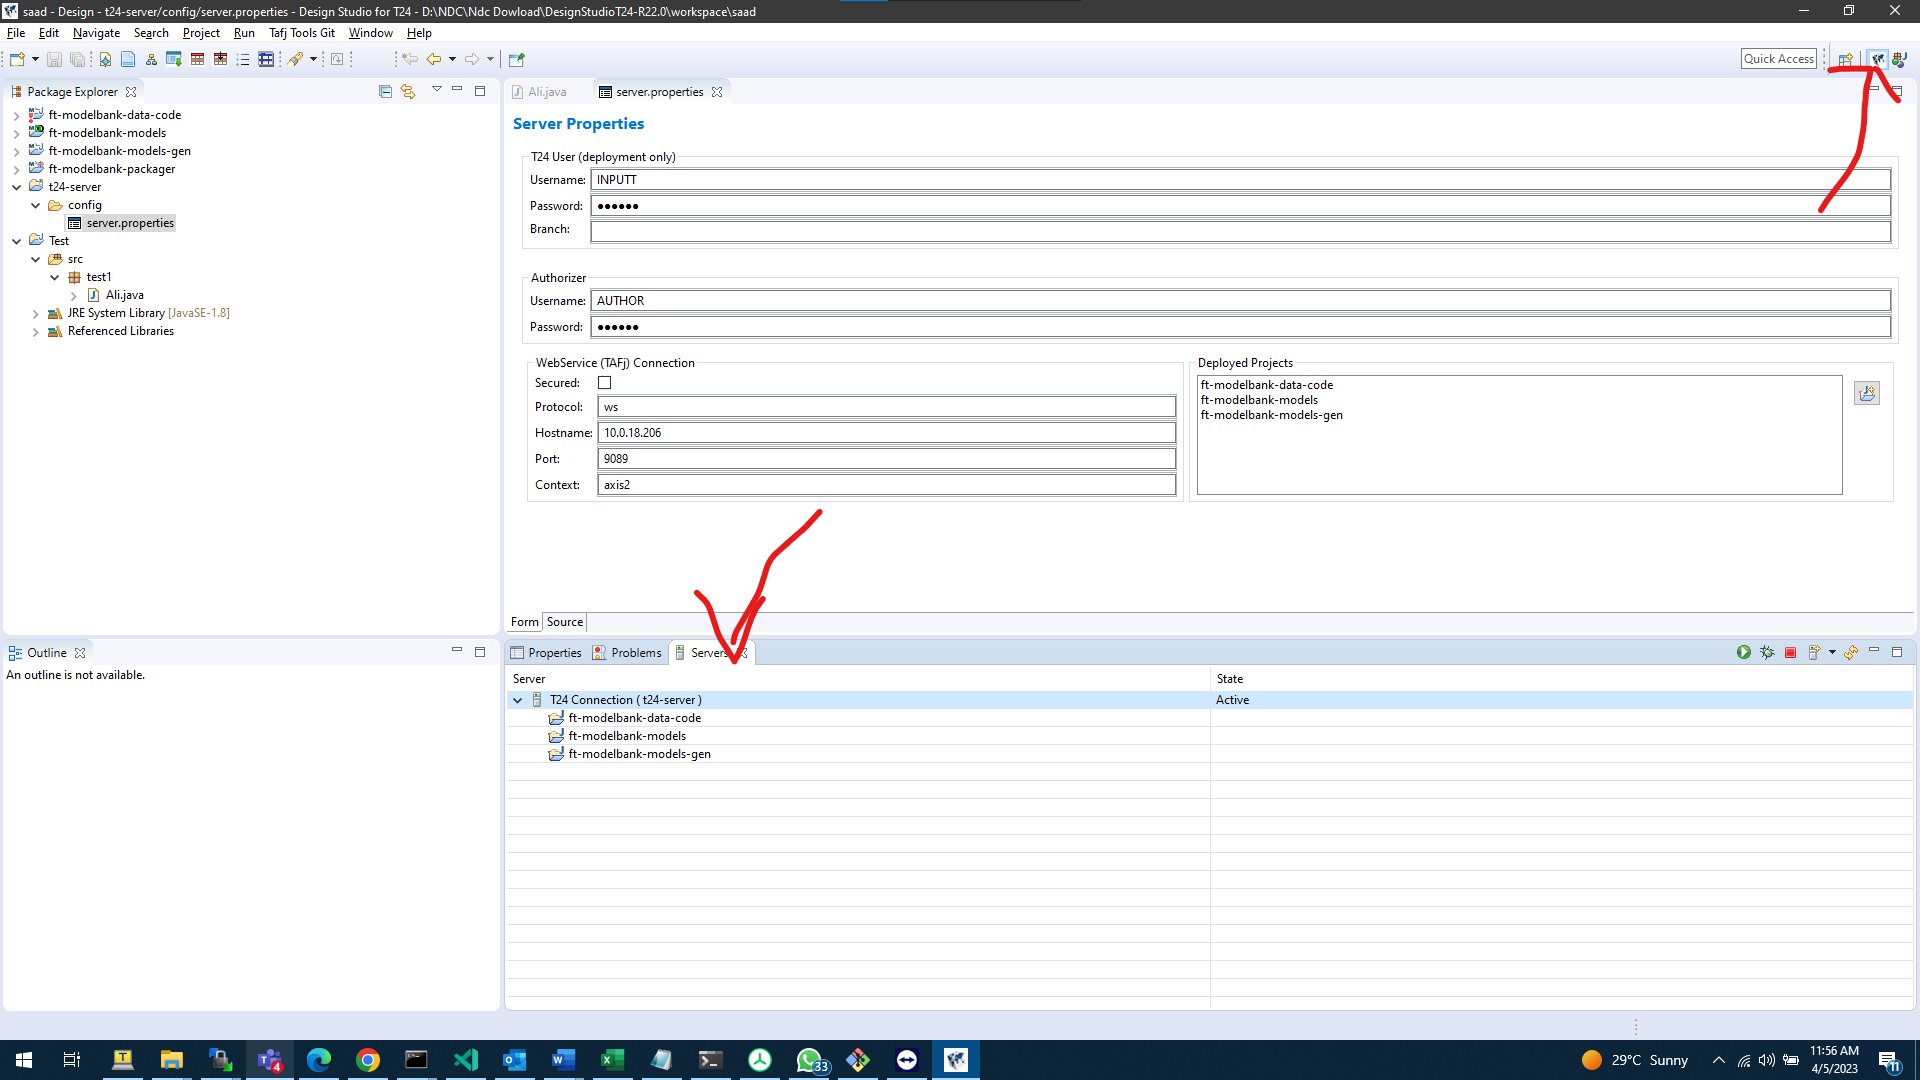 saad - Design - t24-server/config/server.properties - Design Studio for T24 - D:\NDC\Ndc Dowload\DesignStudioT24-R22.0\workspace\saad
File Edit Navigate Search Project Run Tafj Tools Git Window Help
Quick Access
Package Explorer
ft-modelbank-data-code
ft-modelbank-models
ft-modelbank-models-gen
ft-modelbank-packager
t24-server
config
server.properties
Test
src
test1
Ali.java
JRE System Library [JavaSE-1.8]
Referenced Libraries
Ali.java server.properties
Server Properties
T24 User (deployment only)
Username: INPUTT
Password: ●●●●●●
Branch:
Authorizer
Username: AUTHOR
Password: ●●●●●●
WebService (TAFj) Connection
Secured:
Protocol: ws
Hostname: 10.0.18.206
Port: 9089
Context: axis2
Deployed Projects
ft-modelbank-data-code
ft-modelbank-models
ft-modelbank-models-gen
Form Source
Outline
An outline is not available.
Properties Problems Servers
Server State
T24 Connection ( t24-server ) Active
ft-modelbank-data-code
ft-modelbank-models
ft-modelbank-models-gen
4
33
29°C Sunny
11:56 AM
4/5/2023
11